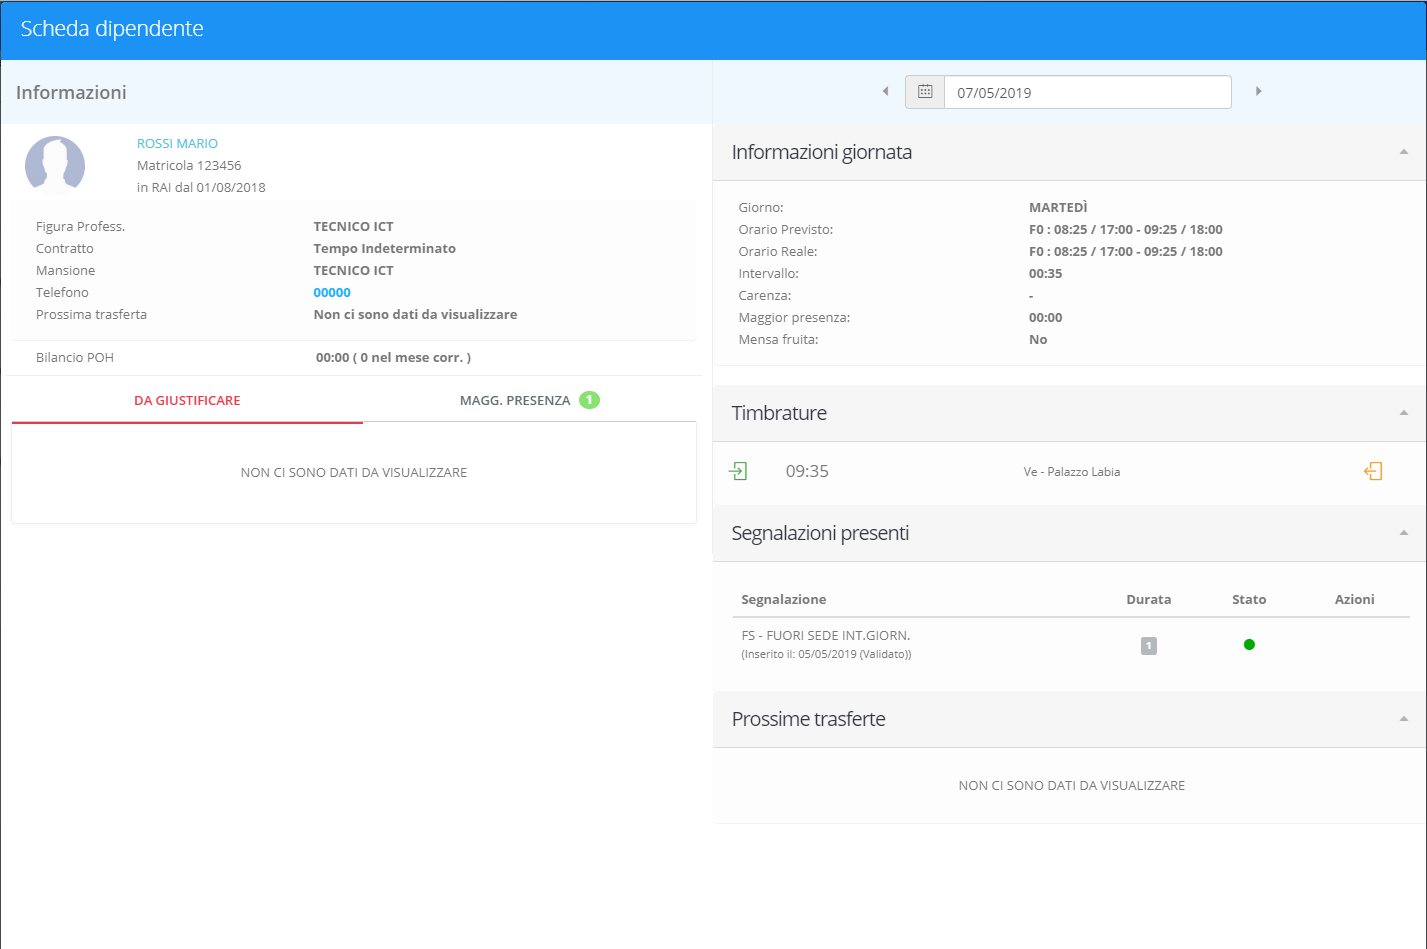 Scheda dipendente
Informazioni
ROSSI MARIO
Matricola 123456
in RAI dal 01/08/2018
Figura Profess. TECNICO ICT
Contratto Tempo Indeterminato
Mansione TECNICO ICT
Telefono 00000
Prossima trasferta Non ci sono dati da visualizzare
Bilancio POH 00:00 ( 0 nel mese corr. )
DA GIUSTIFICARE MAGG. PRESENZA 1
NON CI SONO DATI DA VISUALIZZARE
07/05/2019
Informazioni giornata
Giorno: MARTEDÌ
Orario Previsto: F0 : 08:25 / 17:00 - 09:25 / 18:00
Orario Reale: F0 : 08:25 / 17:00 - 09:25 / 18:00
Intervallo: 00:35
Carenza: -
Maggior presenza: 00:00
Mensa fruita: No
Timbrature
09:35 Ve - Palazzo Labia
Segnalazioni presenti
Segnalazione Durata Stato Azioni
FS - FUORI SEDE INT.GIORN. 1
(Inserito il: 05/05/2019 (Validato))
Prossime trasferte
NON CI SONO DATI DA VISUALIZZARE